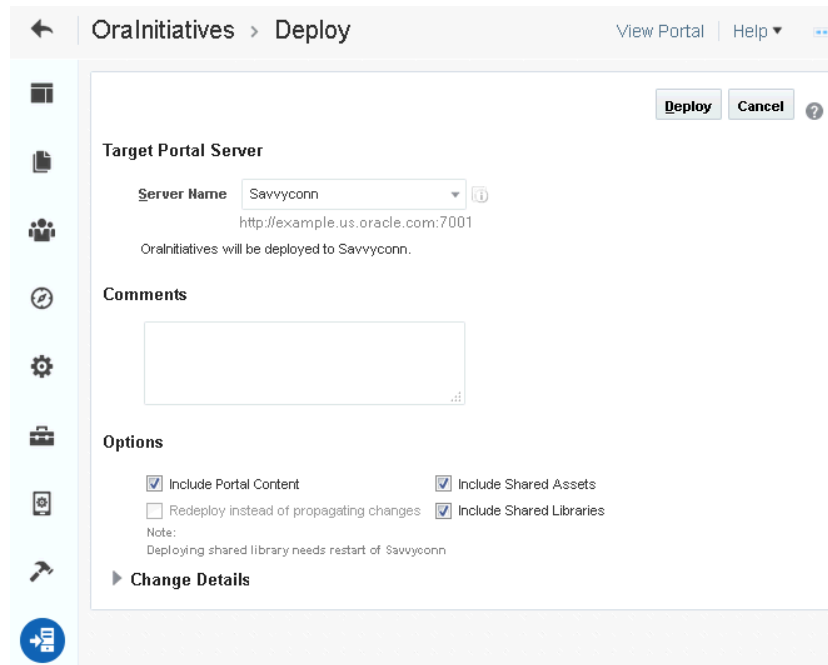 OraInitiatives > Deploy View Portal Help
Deploy Cancel
Target Portal Server
Server Name Savvyconn
http://example.us.oracle.com:7001
OraInitiatives will be deployed to Savvyconn.
Comments
Options
Include Portal Content Include Shared Assets
Redeploy instead of propagating changes Include Shared Libraries
Note:
Deploying shared library needs restart of Savvyconn
Change Details